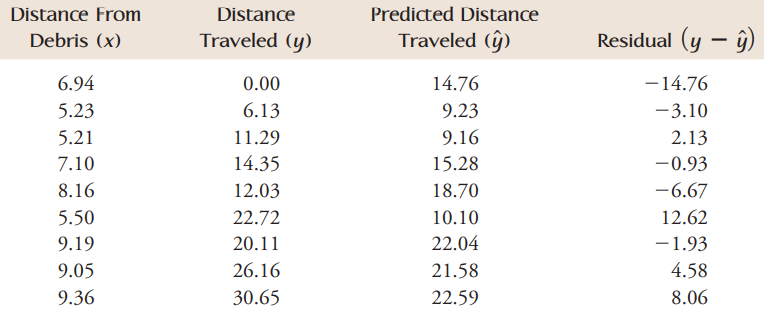 Distance From Distance Predicted Distance
Debris (x) Traveled (y) Traveled (ŷ) Residual (y − ŷ)
6.94 0.00 14.76 −14.76
5.23 6.13 9.23 −3.10
5.21 11.29 9.16 2.13
7.10 14.35 15.28 −0.93
8.16 12.03 18.70 −6.67
5.50 22.72 10.10 12.62
9.19 20.11 22.04 −1.93
9.05 26.16 21.58 4.58
9.36 30.65 22.59 8.06